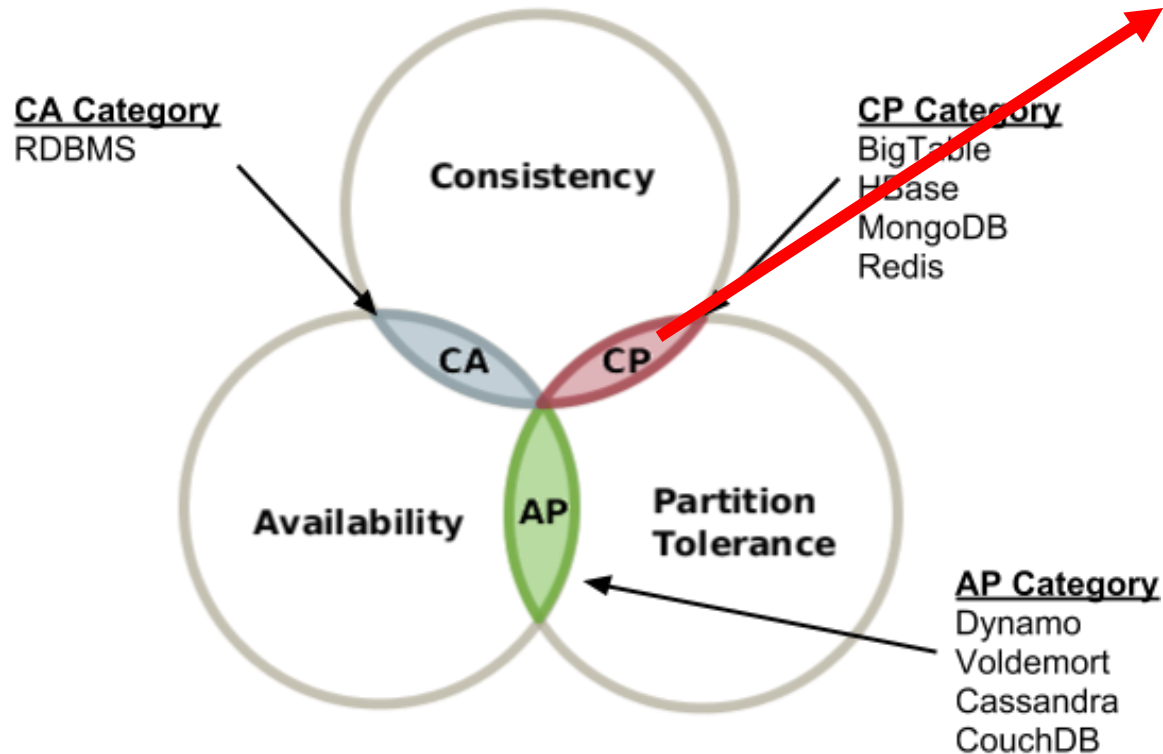 CA Category
RDBMS
CP Category
BigTable
HBase
MongoDB
Redis
Consistency
CA
CP
Availability
AP
Partition
Tolerance
AP Category
Dynamo
Voldemort
Cassandra
CouchDB